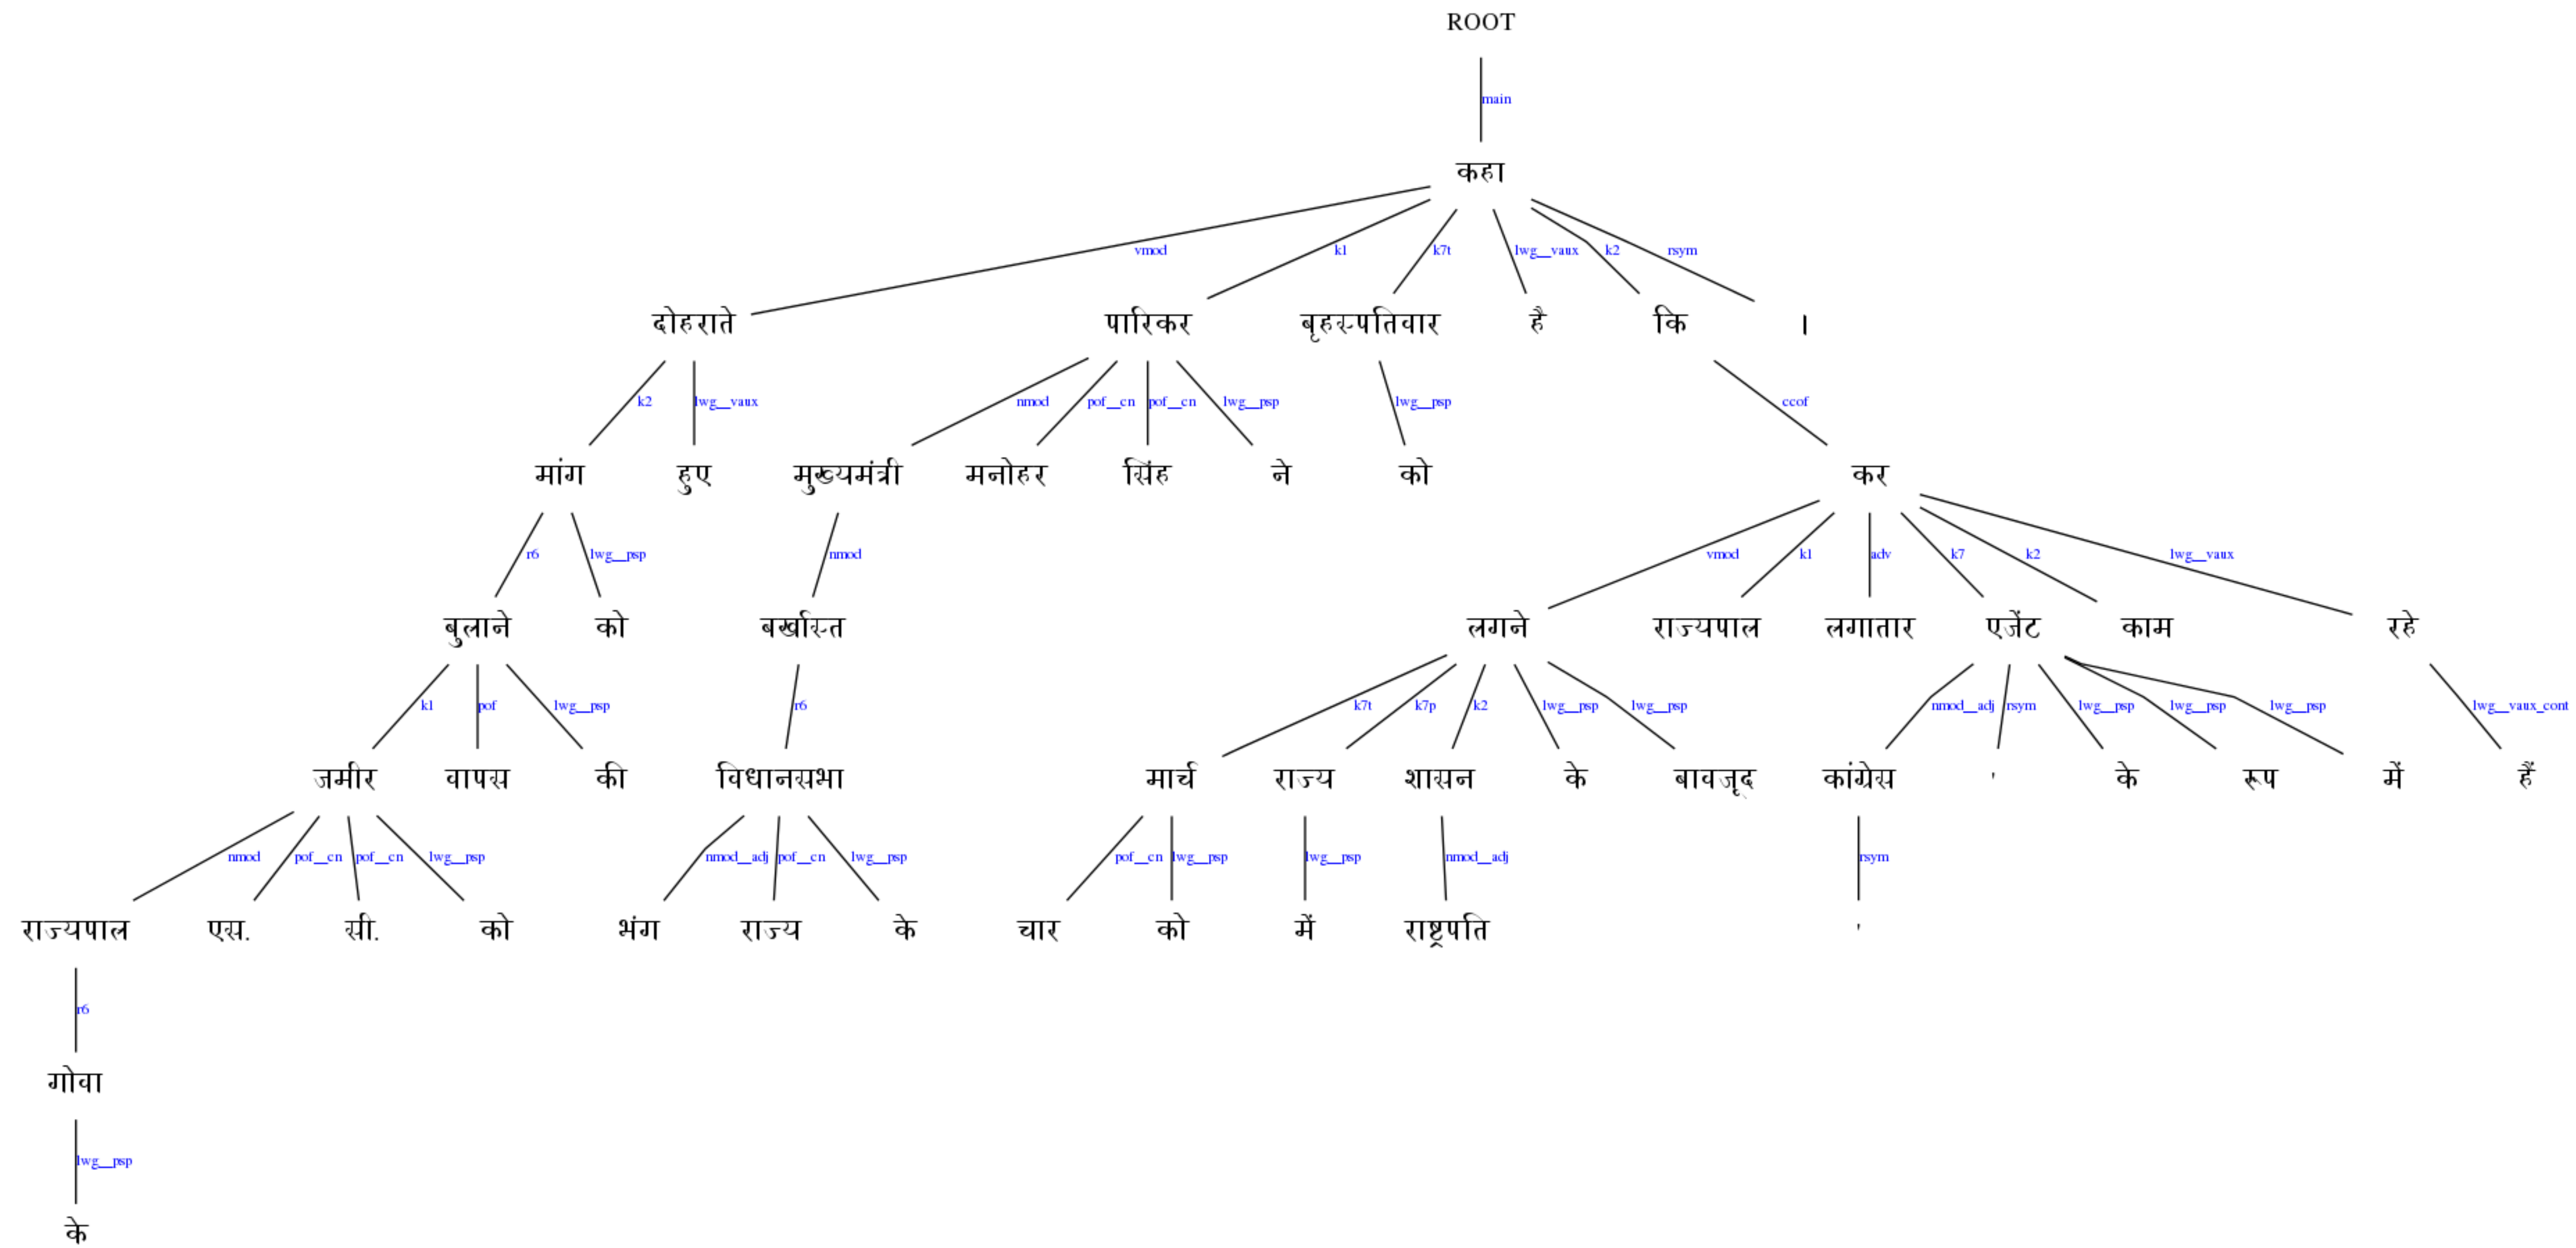 ROOT
main
कहा
vmod k1 k7t lwg__vaux k2 rsym
दोहराते पारिकर बृहस्पतिवार है कि ।
k2 lwg__vaux nmod pof__cn pof__cn lwg__psp lwg__psp ccof
मांग हुए मुख्यमंत्री मनोहर सिंह ने को कर
r6 lwg__psp nmod vmod k1 adv k7 k2 lwg__vaux
बुलाने को बर्खास्त लगने राज्यपाल लगातार एजेंट काम रहे
k1 pof lwg__psp r6 k7t k7p k2 lwg__psp lwg__psp nmod__adj rsym lwg__psp lwg__psp lwg__psp lwg__vaux_cont
जमीर वापस की विधानसभा मार्च राज्य शासन के बावजूद कांग्रेस ' के रूप में हैं
nmod pof__cn pof__cn lwg__psp nmod__adj pof__cn lwg__psp pof__cn lwg__psp lwg__psp nmod__adj rsym
राज्यपाल एस. सी. को भंग राज्य के चार को में राष्ट्रपति '
r6
गोवा
lwg__psp
के